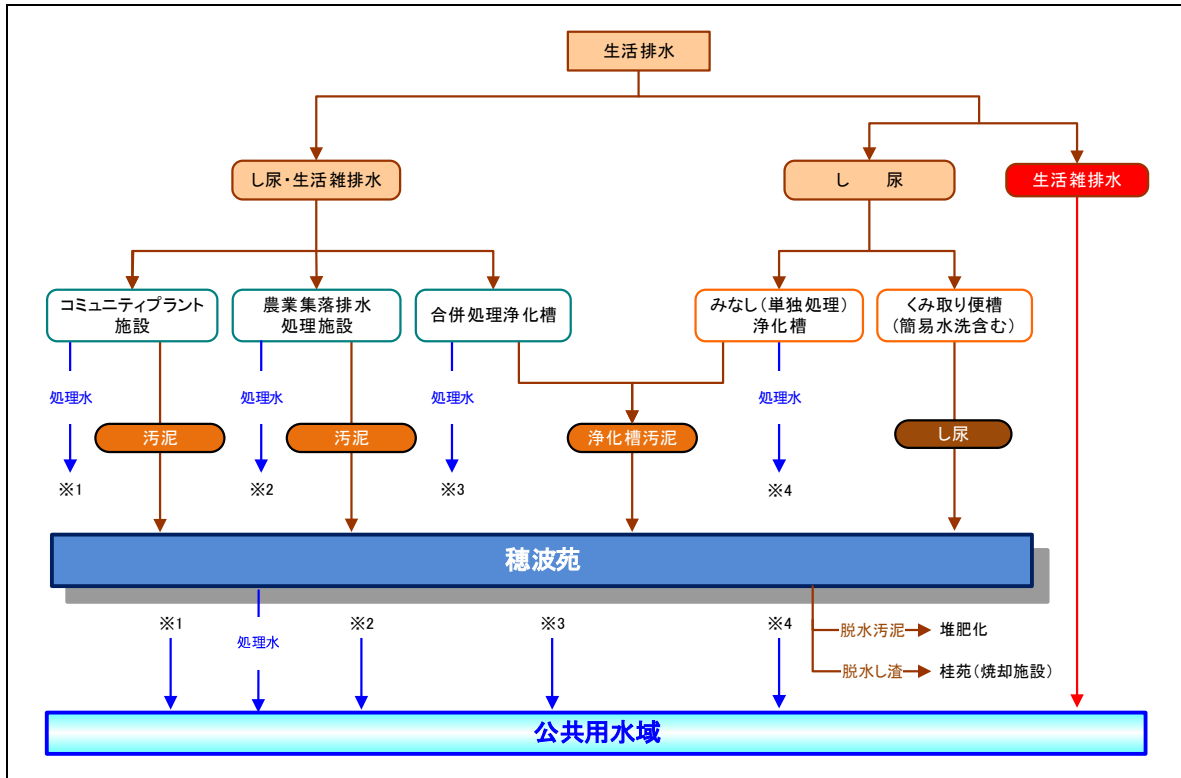 生活排水
し尿・生活雑排水
し　　尿
生活雑排水
コミュニティプラント
施設
農業集落排水
処理施設
合併処理浄化槽
みなし（単独処理）
浄化槽
くみ取り便槽
（簡易水洗含む）
処理水
処理水
処理水
処理水
汚泥
汚泥
浄化槽汚泥
し尿
※1
※2
※3
※4
穂波苑
※1
処理水
※2
※3
※4
脱水汚泥
堆肥化
脱水し渣
桂苑（焼却施設）
公共用水域